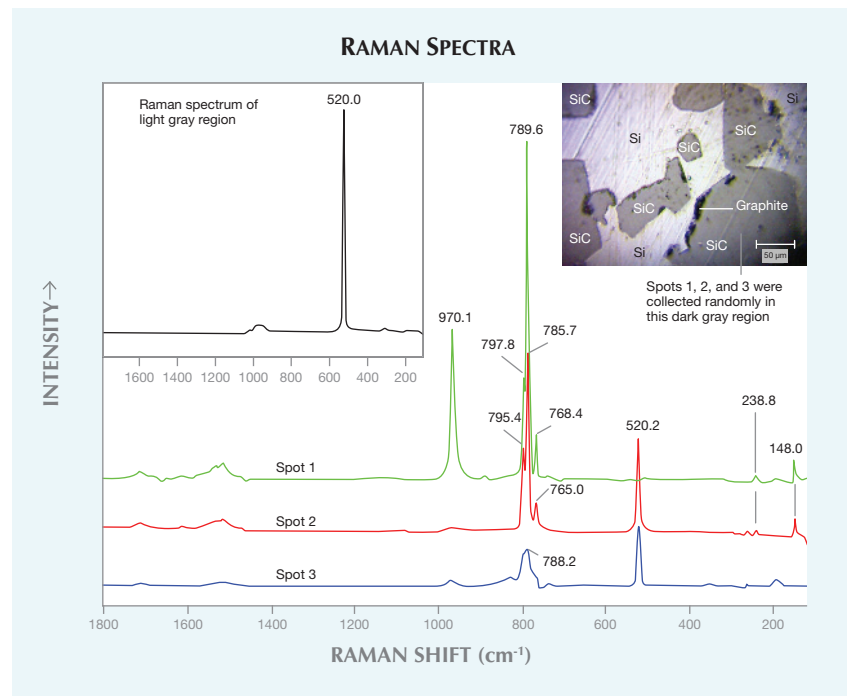 RAMAN SPECTRA
Raman spectrum of
light gray region
520.0
1600 1400 1200 1000 800 600 400 200
SiC
Si
Si
SiC
SiC
SiC
Graphite
SiC
Si
SiC
50 µm
Spots 1, 2, and 3 were
collected randomly in
this dark gray region
INTENSITY→
789.6
970.1
797.8
785.7
795.4
768.4
520.2
238.8
148.0
765.0
788.2
Spot 1
Spot 2
Spot 3
1800 1600 1400 1200 1000 800 600 400 200
RAMAN SHIFT (cm⁻¹)